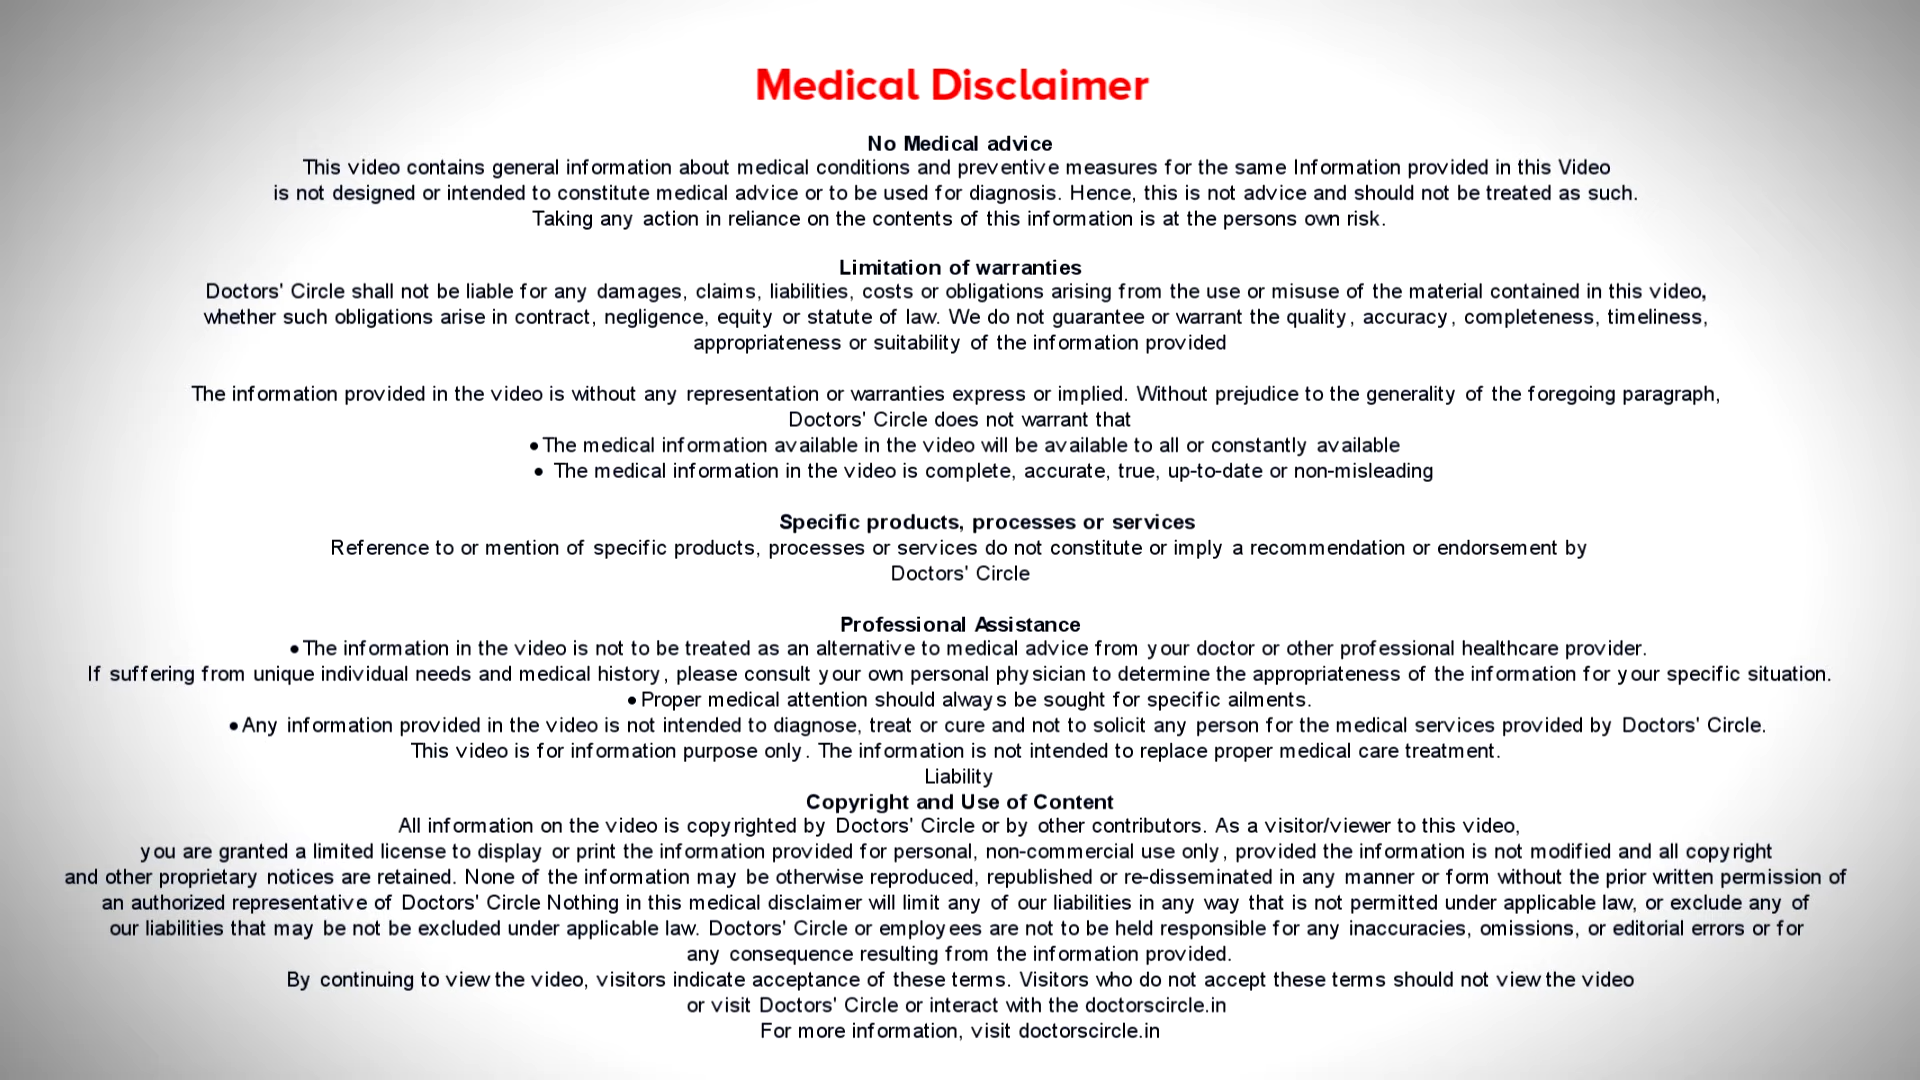 Medical Disclaimer
No Medical advice
This video contains general information about medical conditions and preventive measures for the same Information provided in this Video
is not designed or intended to constitute medical advice or to be used for diagnosis. Hence, this is not advice and should not be treated as such.
Taking any action in reliance on the contents of this information is at the persons own risk.
Limitation of warranties
Doctors' Circle shall not be liable for any damages, claims, liabilities, costs or obligations arising from the use or misuse of the material contained in this video,
whether such obligations arise in contract, negligence, equity or statute of law. We do not guarantee or warrant the quality, accuracy, completeness, timeliness,
appropriateness or suitability of the information provided
The information provided in the video is without any representation or warranties express or implied. Without prejudice to the generality of the foregoing paragraph,
Doctors' Circle does not warrant that
• The medical information available in the video will be available to all or constantly available
• The medical information in the video is complete, accurate, true, up-to-date or non-misleading
Specific products, processes or services
Reference to or mention of specific products, processes or services do not constitute or imply a recommendation or endorsement by
Doctors' Circle
Professional Assistance
• The information in the video is not to be treated as an alternative to medical advice from your doctor or other professional healthcare provider.
If suffering from unique individual needs and medical history, please consult your own personal physician to determine the appropriateness of the information for your specific situation.
• Proper medical attention should always be sought for specific ailments.
• Any information provided in the video is not intended to diagnose, treat or cure and not to solicit any person for the medical services provided by Doctors' Circle.
This video is for information purpose only. The information is not intended to replace proper medical care treatment.
Liability
Copyright and Use of Content
All information on the video is copyrighted by Doctors' Circle or by other contributors. As a visitor/viewer to this video,
you are granted a limited license to display or print the information provided for personal, non-commercial use only, provided the information is not modified and all copyright
and other proprietary notices are retained. None of the information may be otherwise reproduced, republished or re-disseminated in any manner or form without the prior written permission of
an authorized representative of Doctors' Circle Nothing in this medical disclaimer will limit any of our liabilities in any way that is not permitted under applicable law, or exclude any of
our liabilities that may be not be excluded under applicable law. Doctors' Circle or employees are not to be held responsible for any inaccuracies, omissions, or editorial errors or for
any consequence resulting from the information provided.
By continuing to view the video, visitors indicate acceptance of these terms. Visitors who do not accept these terms should not view the video
or visit Doctors' Circle or interact with the doctorscircle.in
For more information, visit doctorscircle.in